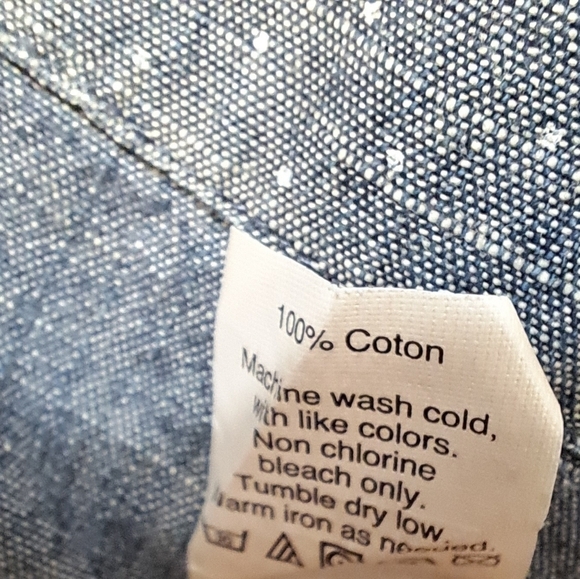 100% Coton
Machine wash cold,
with like colors.
Non chlorine
bleach only.
Tumble dry low
Warm iron as needed.